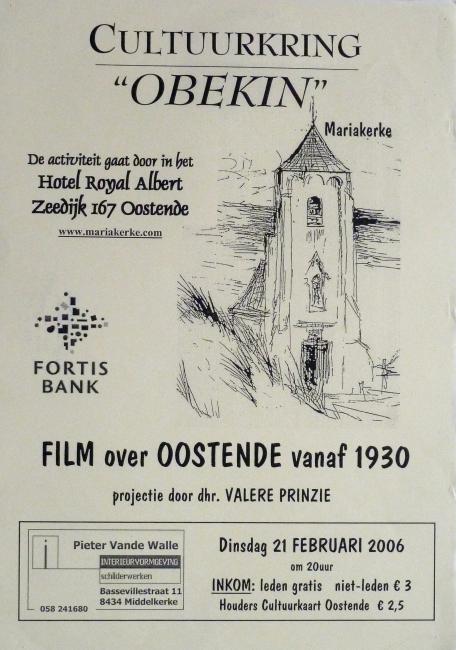 CULTUURKRING
“OBEKIN”
Mariakerke
De activiteit gaat door in het
Hotel Royal Albert
Zeedijk 167 Oostende
www.mariakerke.com
FORTIS
BANK
FILM over OOSTENDE vanaf 1930
projectie door dhr. VALERE PRINZIE
i
Pieter Vande Walle
INTERIEURVORMGEVING
schilderwerken
Bassevillestraat 11
8434 Middelkerke
058 241680
Dinsdag 21 FEBRUARI 2006
om 20uur
INKOM: leden gratis niet-leden € 3
Houders Cultuurkaart Oostende € 2,5